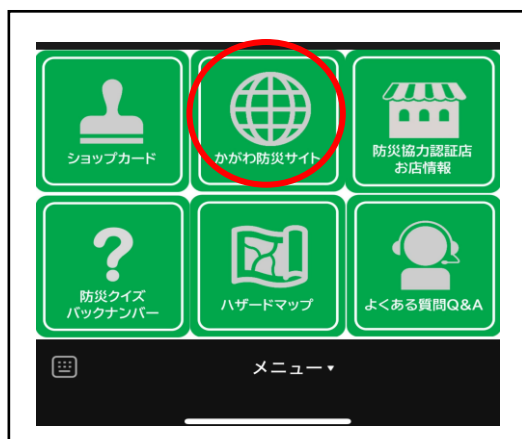 ショップカード
かがわ防災サイト
防災協力認証店
お店情報
防災クイズ
バックナンバー
ハザードマップ
よくある質問Q&A
メニュー▾